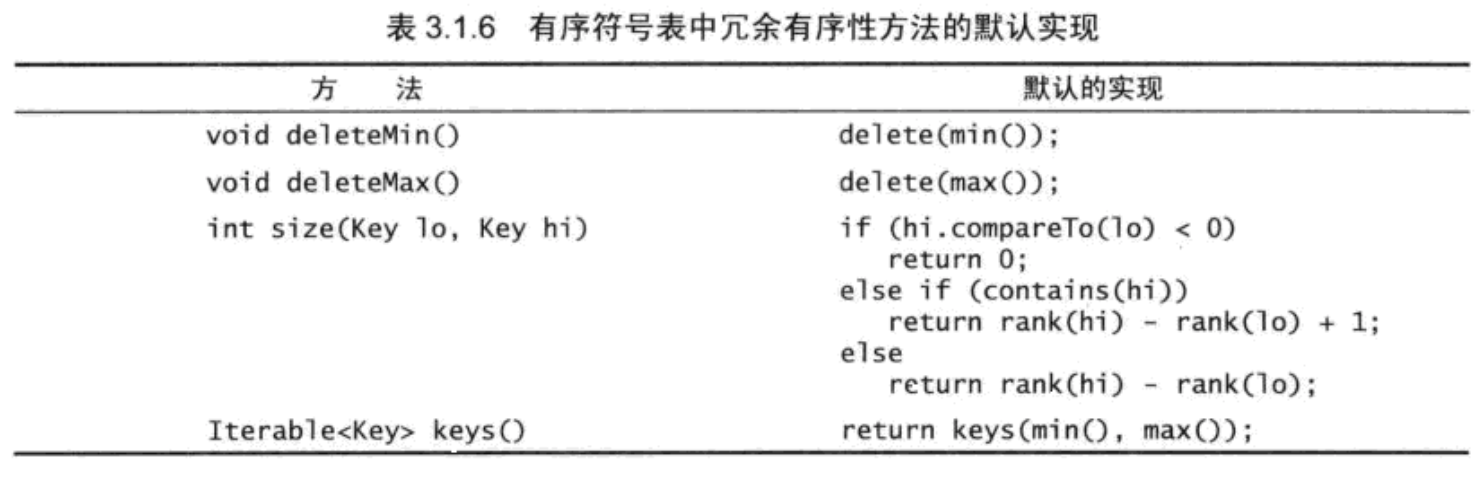 表 3.1.6 有序符号表中冗余有序性方法的默认实现
方 法 默认的实现
void deleteMin() delete(min());
void deleteMax() delete(max());
int size(Key lo, Key hi) if (hi.compareTo(lo) < 0)
return 0;
else if (contains(hi))
return rank(hi) - rank(lo) + 1;
else
return rank(hi) - rank(lo);
Iterable<Key> keys() return keys(min(), max());